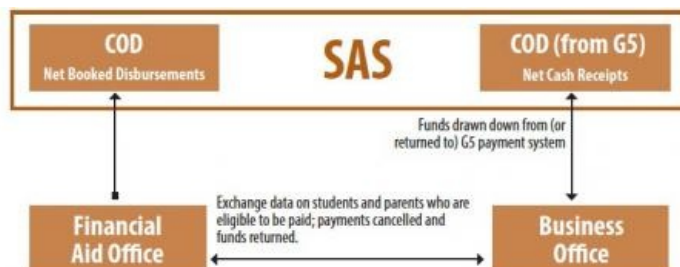 COD
Net Booked Disbursements
SAS
COD (from G5)
Net Cash Receipts
Funds drawn down from (or
returned to) G5 payment system
Exchange data on students and parents who are
eligible to be paid; payments cancelled and
funds returned.
Financial
Aid Office
Business
Office